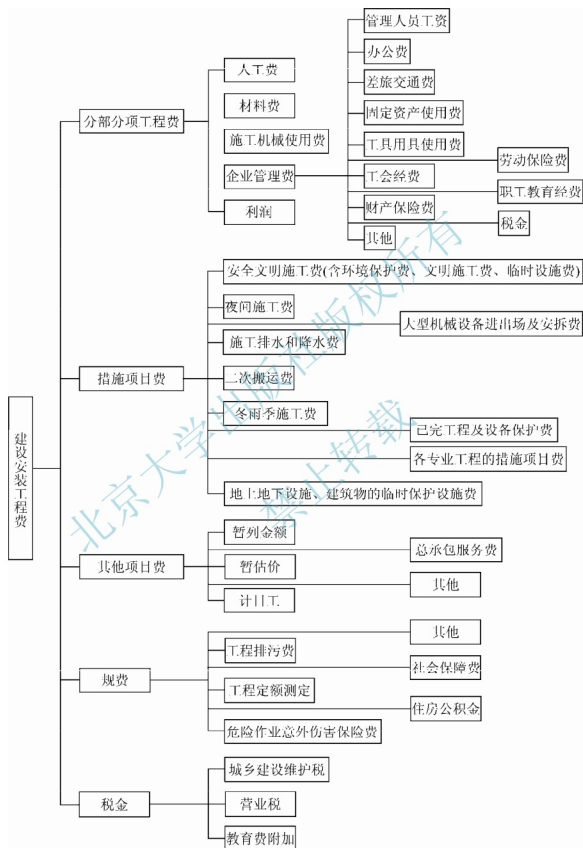 管理人员工资
办公费
人工费
差旅交通费
材料费
固定资产使用费
分部分项工程费
施工机械使用费
工具用具使用费
劳动保险费
企业管理费
工会经费
职工教育经费
利润
财产保险费
税金
其他
安全文明施工费(含环境保护费、文明施工费、临时设施费)
夜间施工费
大型机械设备进出场及安拆费
施工排水和降水费
措施项目费
二次搬运费
冬雨季施工费
已完工程及设备保护费
各专业工程的措施项目费
地上地下设施、建筑物的临时保护设施费
建设安装工程费
暂列金额
总承包服务费
其他项目费
暂估价
其他
计日工
其他
工程排污费
社会保障费
规费
工程定额测定
住房公积金
危险作业意外伤害保险费
城乡建设维护税
税金
营业税
教育费附加
北京大学出版社版权所有
禁止转载